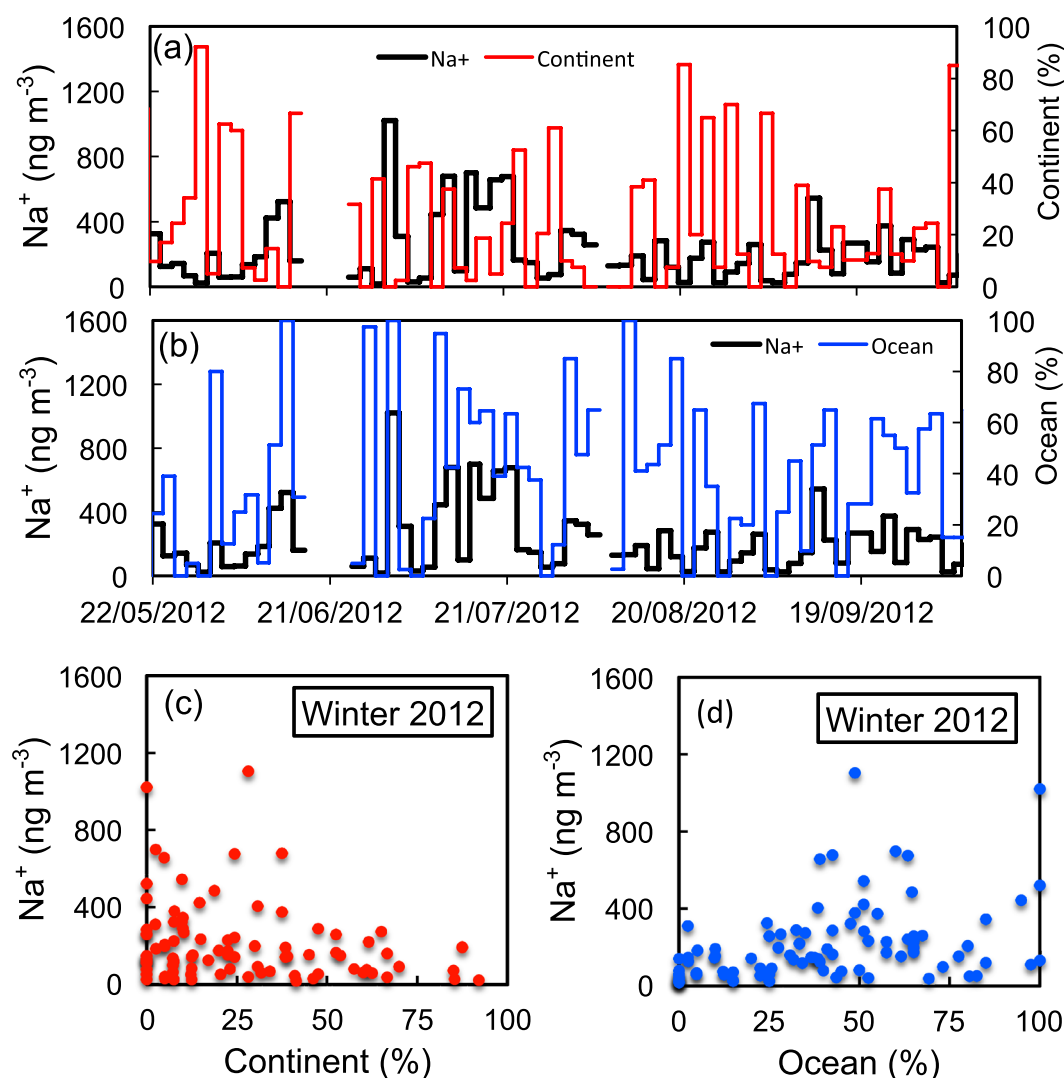 (a)
Na+ Continent
Na⁺ (ng m⁻³)
1600
1200
800
400
0
100
80
60
40
20
0
Continent (%)
(b)
Na+ Ocean
Na⁺ (ng m⁻³)
1600
1200
800
400
0
100
80
60
40
20
0
Ocean (%)
22/05/2012 21/06/2012 21/07/2012 20/08/2012 19/09/2012
(c)
Winter 2012
Na⁺ (ng m⁻³)
1600
1200
800
400
0
0 25 50 75 100
Continent (%)
(d)
Winter 2012
Na⁺ (ng m⁻³)
1600
1200
800
400
0
0 25 50 75 100
Ocean (%)